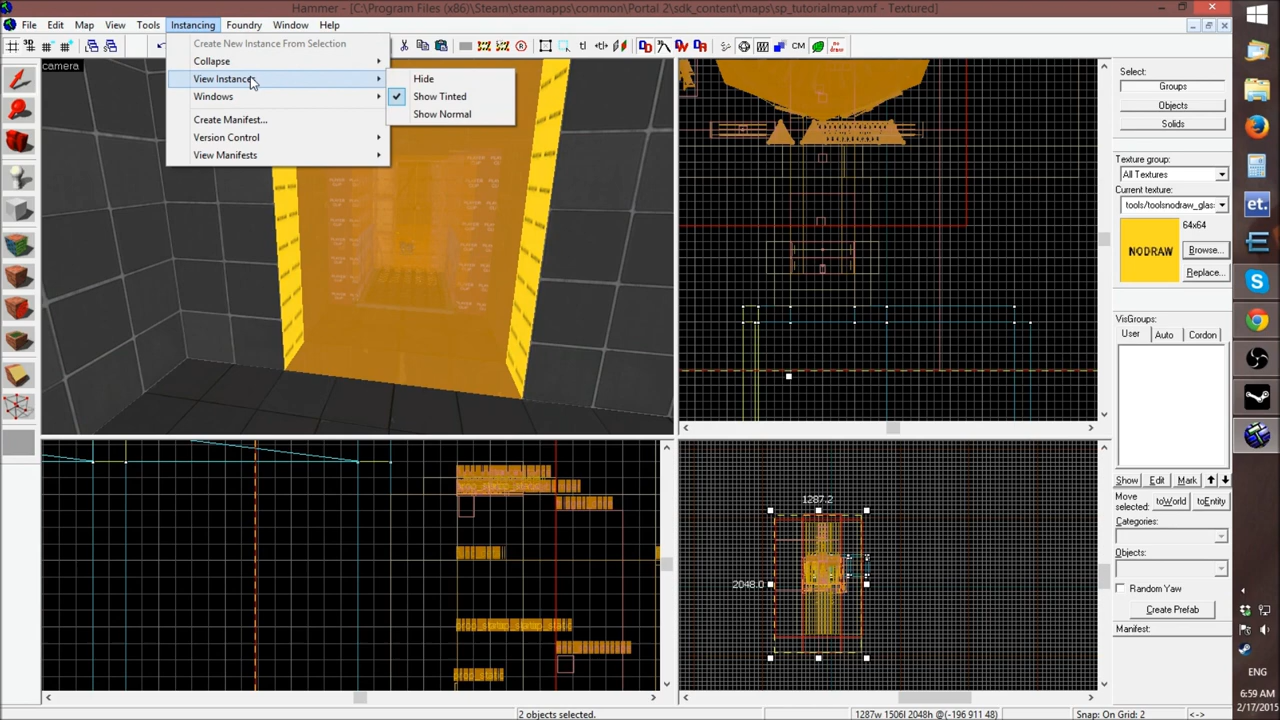 Hammer - [C:\Program Files (x86)\Steam\steamapps\common\Portal 2\sdk_content\maps\sp_tutorialmap.vmf - Textured]
File Edit Map View Tools Instancing Foundry Window Help
CM
camera
Create New Instance From Selection
Collapse
View Instances
Windows
Create Manifest...
Version Control
View Manifests
Hide
Show Tinted
Show Normal
Select:
Groups
Objects
Solids
Texture group:
All Textures
Current texture:
tools/toolsnodraw_glas:
64x64
NODRAW
Browse...
Replace...
VisGroups:
User Auto Cordon
Show Edit Mark
Move selected:
toWorld toEntity
Categories:
Objects:
Random Yaw
Create Prefab
Manifest:
1287.2
2048.0
2 objects selected.
1287w 1506l 2048h @(-196 911 48)
Snap: On Grid: 2
<->
et.
ENG
6:59 AM
2/17/2015